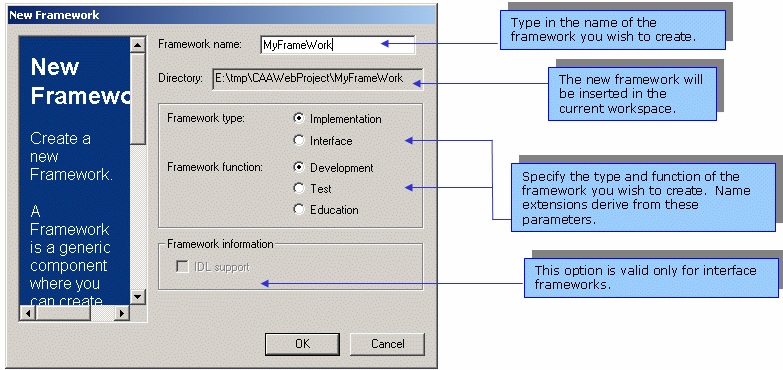 New Framework
New
Framewo
Create a
new
Framework.
A
Framework
is a generic
component
where you
can create
Framework name: MyFrameWork
Directory: E:\tmp\CAAWebProject\MyFrameWork
Framework type: Implementation
Interface
Framework function: Development
Test
Education
Framework information
IDL support
OK Cancel
Type in the name of the
framework you wish to create.
The new framework will
be inserted in the
current workspace.
Specify the type and function of the
framework you wish to create. Name
extensions derive from these
parameters.
This option is valid only for interface
frameworks.